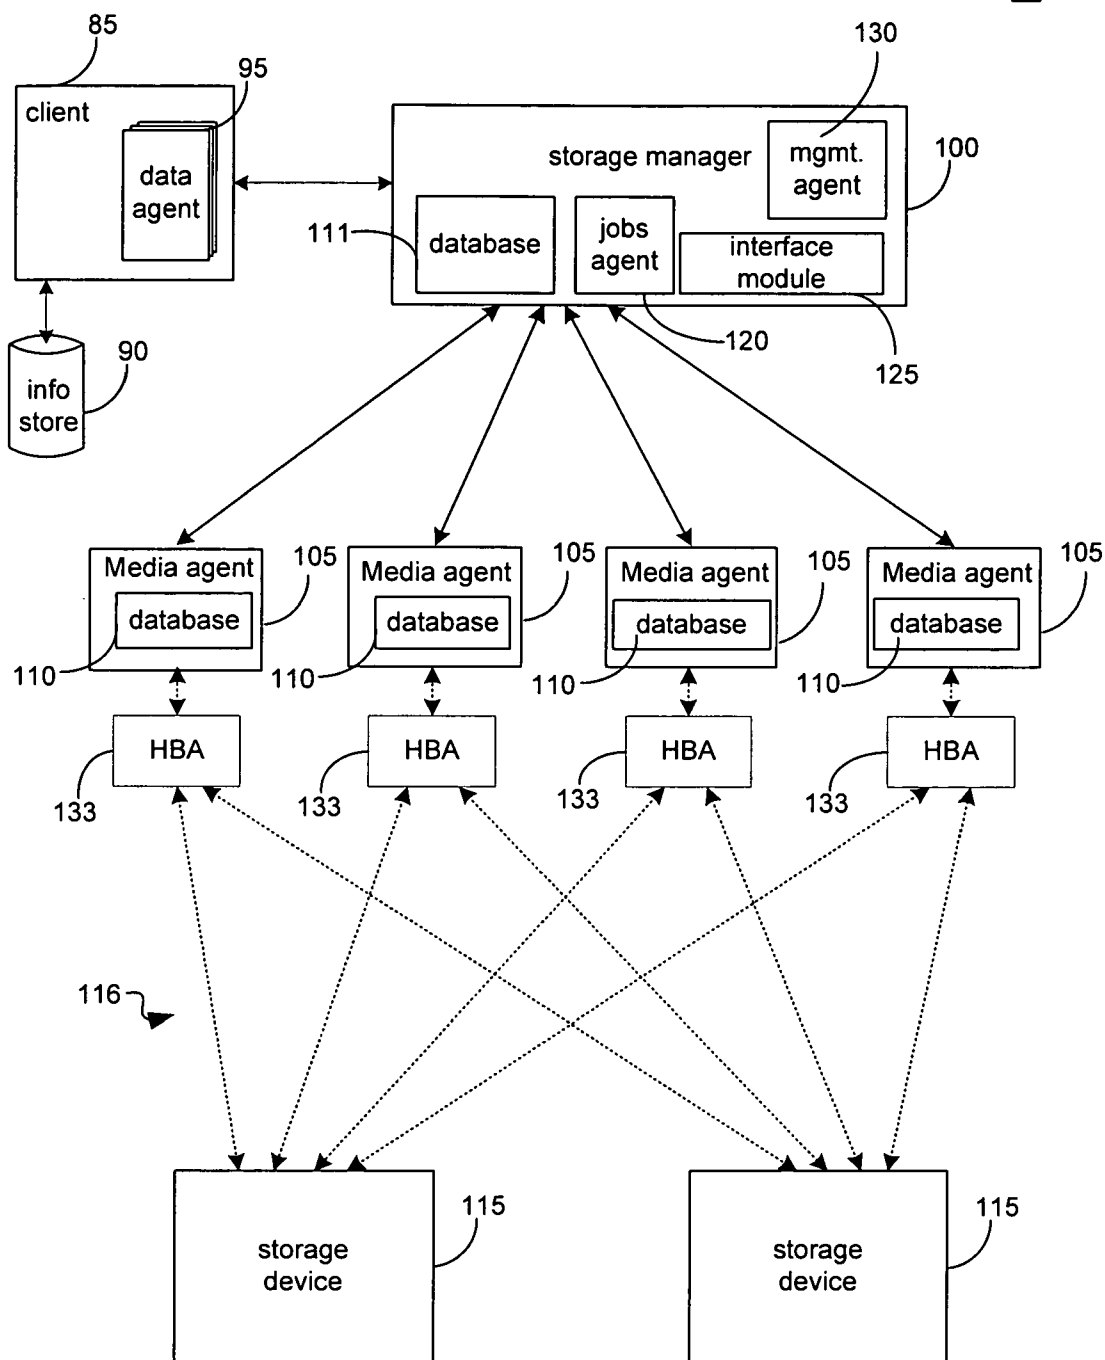 85
130
95
client
100
storage manager
mgmt.
agent
data
agent
111
database
jobs
agent
interface
module
120
125
90
info
store
105
105
105
105
Media agent
Media agent
Media agent
Media agent
database
database
database
database
110
110
110
110
HBA
HBA
HBA
HBA
133
133
133
133
116
115
115
storage
device
storage
device